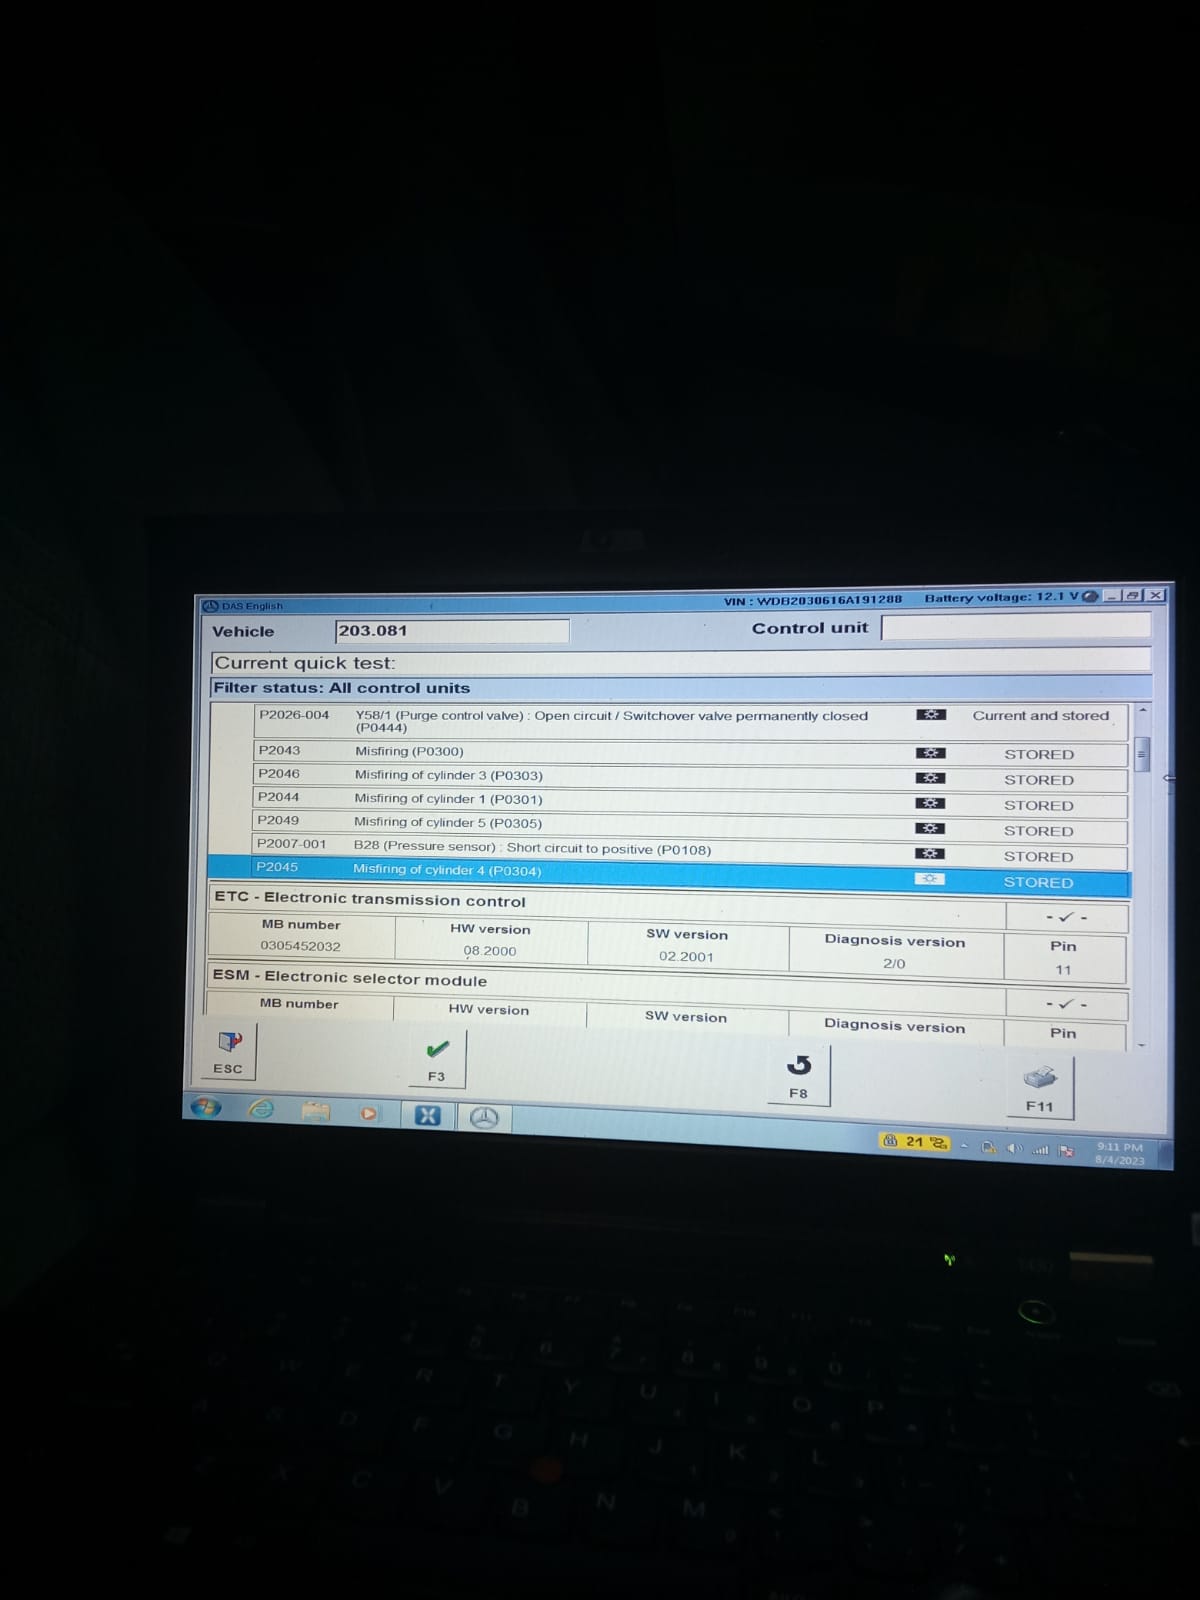 DAS English
VIN : WDB2030616A191288 Battery voltage: 12.1 V
Vehicle 203.081 Control unit
Current quick test:
Filter status: All control units
P2026-004 Y58/1 (Purge control valve) : Open circuit / Switchover valve permanently closed (P0444) Current and stored
P2043 Misfiring (P0300) STORED
P2046 Misfiring of cylinder 3 (P0303) STORED
P2044 Misfiring of cylinder 1 (P0301) STORED
P2049 Misfiring of cylinder 5 (P0305) STORED
P2007-001 B28 (Pressure sensor) : Short circuit to positive (P0108) STORED
P2045 Misfiring of cylinder 4 (P0304) STORED
ETC - Electronic transmission control - ✓ -
MB number HW version SW version Diagnosis version Pin
0305452032 08.2000 02.2001 2/0 11
ESM - Electronic selector module - ✓ -
MB number HW version SW version Diagnosis version Pin
ESC F3 F8 F11
21
9:11 PM
8/4/2023
6 7 8 9 0
W E R T Y U I O P
D F G H J K L
X C V B N M